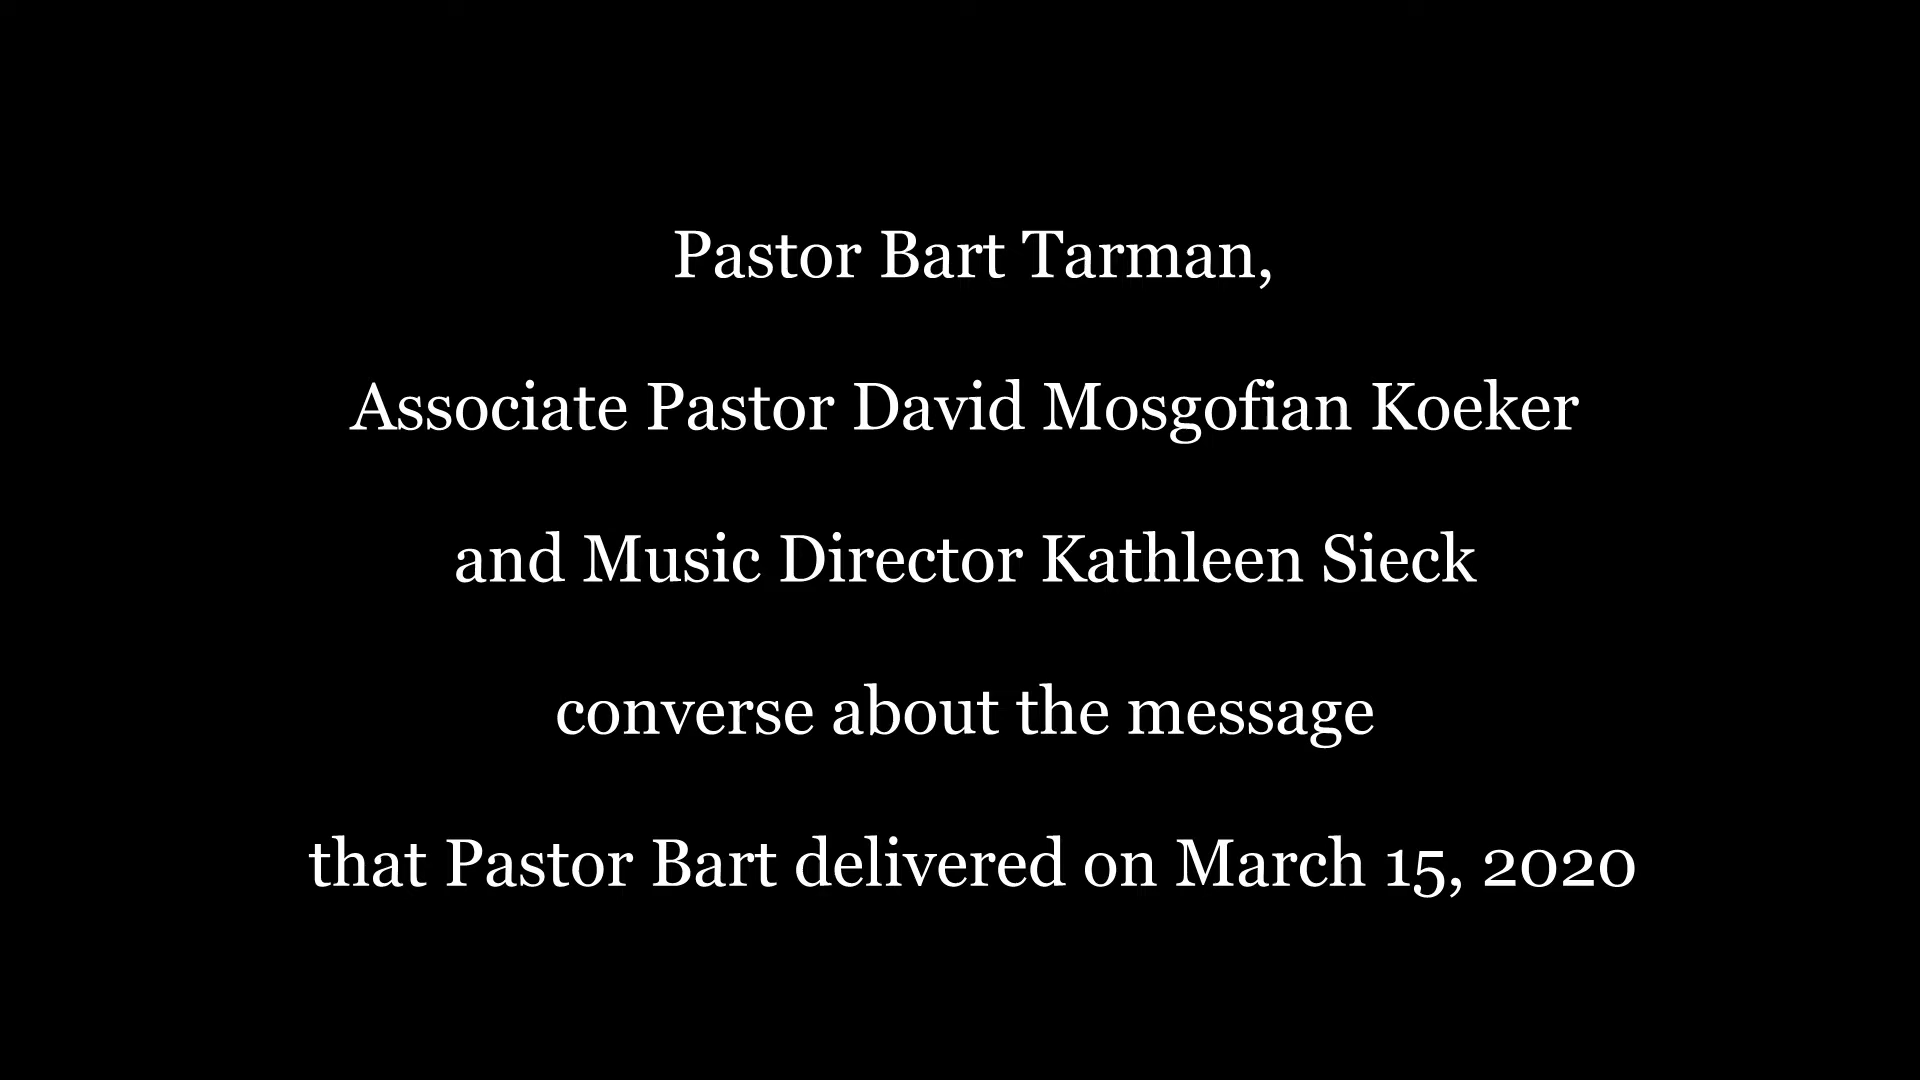 Pastor Bart Tarman,
Associate Pastor David Mosgofian Koeker
and Music Director Kathleen Sieck
converse about the message
that Pastor Bart delivered on March 15, 2020